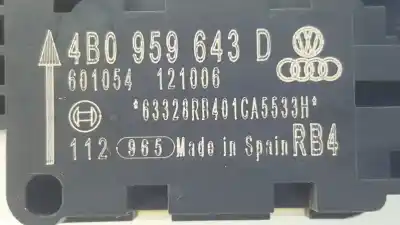 4B0 959 643 D
601054 121006
*63328RB401CA5533H*
112 965 Made in Spain RB4